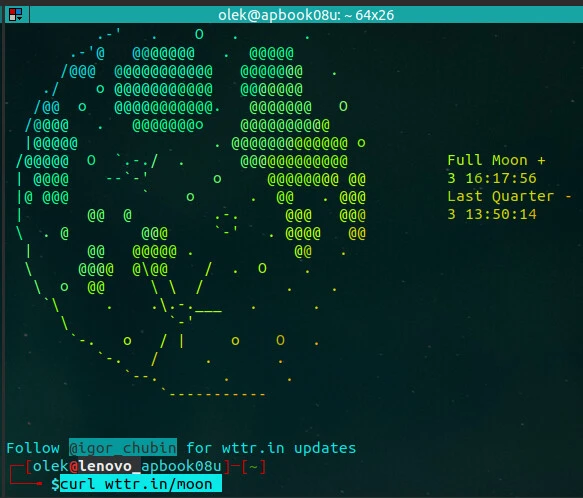 olek@apbook08u: ~ 64x26
Full Moon +
3 16:17:56
Last Quarter -
3 13:50:14
Follow @igor_chubin for wttr.in updates
[olek@lenovo_apbook08u]-[~]
$curl wttr.in/moon